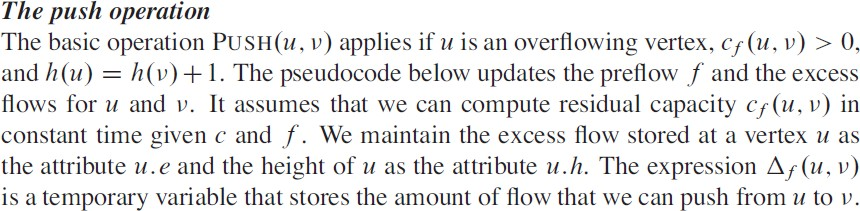 The push operation
The basic operation PUSH(u, v) applies if u is an overflowing vertex, c_f(u, v) > 0,
and h(u) = h(v)+1. The pseudocode below updates the preflow f and the excess
flows for u and v. It assumes that we can compute residual capacity c_f(u, v) in
constant time given c and f. We maintain the excess flow stored at a vertex u as
the attribute u.e and the height of u as the attribute u.h. The expression Δ_f(u, v)
is a temporary variable that stores the amount of flow that we can push from u to v.